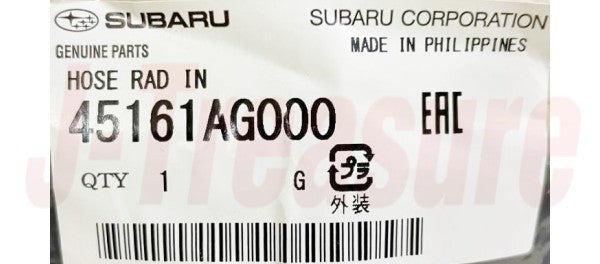 SUBARU SUBARU CORPORATION
GENUINE PARTS MADE IN PHILIPPINES
HOSE RAD IN
45161AG000 EAC
QTY 1 G プラ
外装
J-Treasure